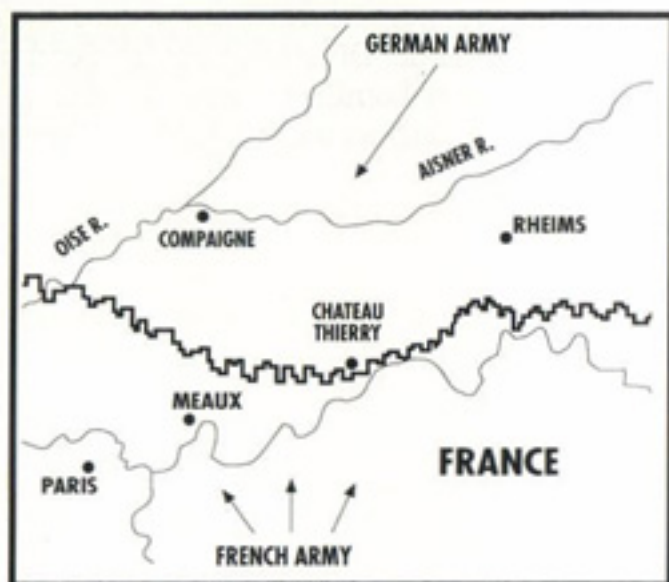 GERMAN ARMY
AISNER R.
OISE R.
COMPAIGNE
RHEIMS
CHATEAU
THIERRY
MEAUX
FRANCE
PARIS
FRENCH ARMY